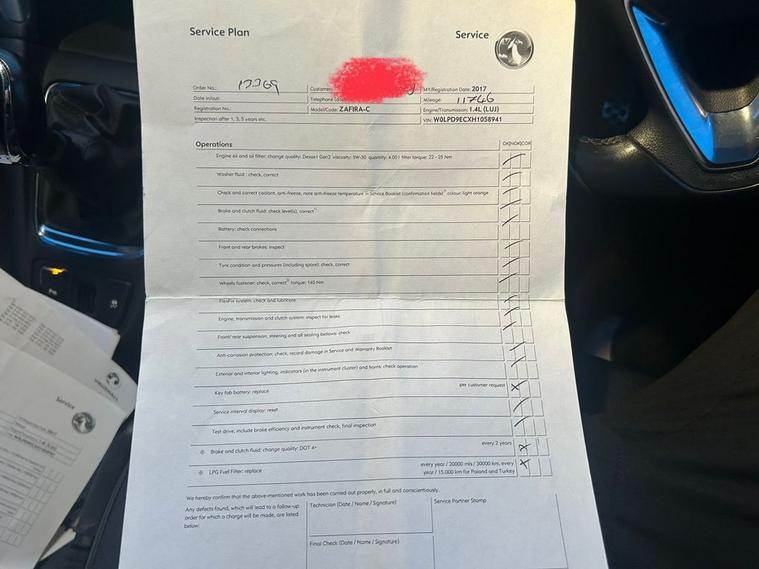 Service Plan
Service
Order No.: 17769
Customer
MY/Registration Date: 2017
Date in/out:
Telephone
Mileage: 11746
Registration No.:
Model/Code: ZAFIRA-C
Engine/Transmission: 1.4L (LUJ)
Inspection after 1, 3, 5 years etc.
VIN: W0LPD9ECXH1058941
Operations
OK NOK COR
Engine oil and oil filter: change quality: Dexos1 Gen2 viscosity: 5W-30 quantity: 4.00 l filter torque: 22 - 25 Nm
Washer fluid : check, correct
Check and correct coolant, anti-freeze, note anti-freeze temperature in Service Booklet (confirmation fields) colour: light orange
Brake and clutch fluid: check level(s), correct
Battery: check connections
Front and rear brakes: inspect
Tyre condition and pressures (including spare): check, correct
Wheels fastener: check, correct torque: 140 Nm
FlexFix system: check and lubricate
Engine, transmission and clutch system: inspect for leaks
Front/ rear suspension, steering and all sealing bellows: check
Anti-corrosion protection: check, record damage in Service and Warranty Booklet
Exterior and interior lighting, indicators (in the instrument cluster) and horns: check operation
Key fob battery: replace
per customer request
Service interval display: reset
Test drive, include brake efficiency and instrument check, final inspection
Brake and clutch fluid: change quality: DOT 4+
every 2 years
LPG Fuel Filter: replace
every year / 20000 mls / 30000 km, every
year / 15.000 km for Poland and Turkey
We hereby confirm that the above-mentioned work has been carried out properly, in full and conscientiously.
Any defects found, which will lead to a follow-up
order for which a charge will be made, are listed
below:
Technician (Date / Name / Signature)
Service Partner Stamp
Final Check (Date / Name / Signature)
Service